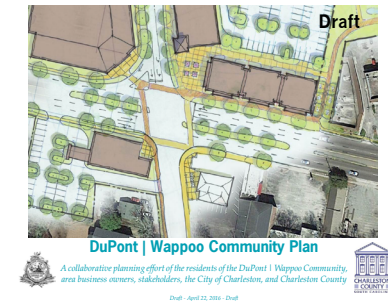 Draft
DuPont | Wappoo Community Plan
A collaborative planning effort of the residents of the DuPont | Wappoo Community,
area business owners, stakeholders, the City of Charleston, and Charleston County
CHARLESTON
COUNTY
Draft - April 22, 2016 - Draft